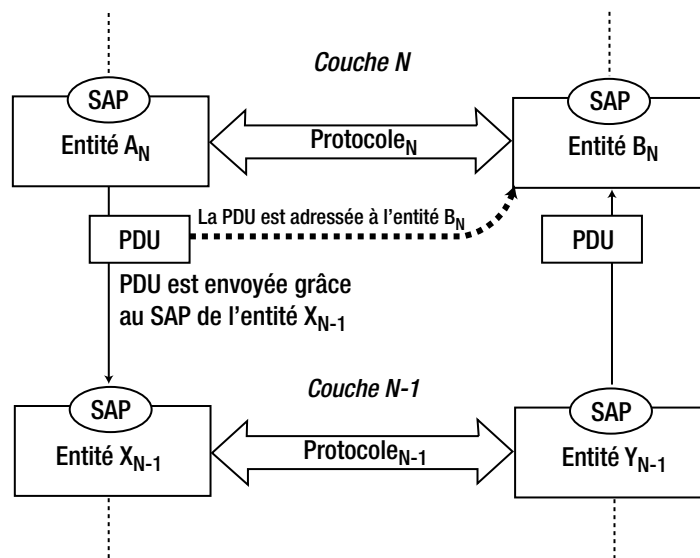 Couche N
SAP
SAP
Entité A_N
Protocole_N
Entité B_N
La PDU est adressée à l'entité B_N
PDU
PDU
PDU est envoyée grâce
au SAP de l'entité X_N-1
Couche N-1
SAP
SAP
Entité X_N-1
Protocole_N-1
Entité Y_N-1